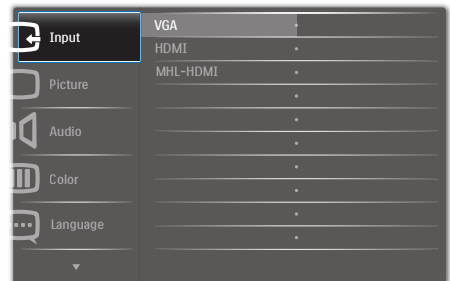 Input
Picture
Audio
Color
Language
VGA
HDMI
MHL-HDMI